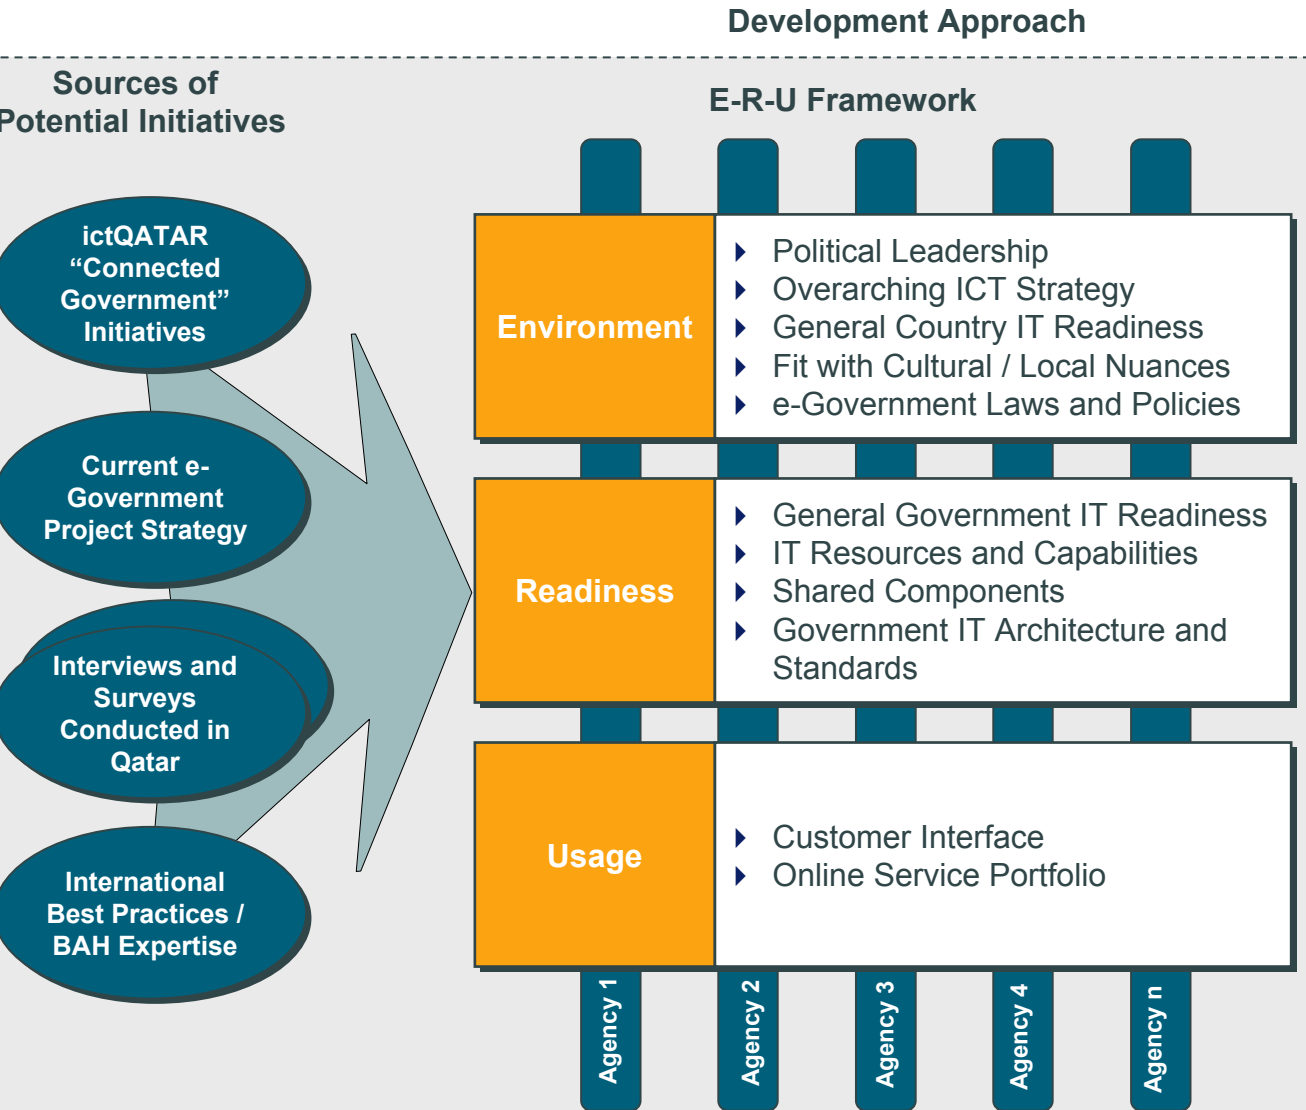 Development Approach
Sources of
Potential Initiatives
E-R-U Framework
ictQATAR
“Connected
Government”
Initiatives
Current e-
Government
Project Strategy
Interviews and
Surveys
Conducted in
Qatar
International
Best Practices /
BAH Expertise
Environment
Political Leadership
Overarching ICT Strategy
General Country IT Readiness
Fit with Cultural / Local Nuances
e-Government Laws and Policies
Readiness
General Government IT Readiness
IT Resources and Capabilities
Shared Components
Government IT Architecture and
Standards
Usage
Customer Interface
Online Service Portfolio
Agency 1
Agency 2
Agency 3
Agency 4
Agency n